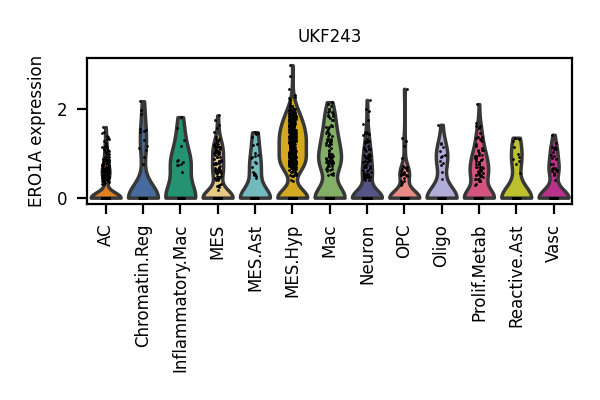 UKF243
ERO1A expression
2
0
AC
Chromatin.Reg
Inflammatory.Mac
MES
MES.Ast
MES.Hyp
Mac
Neuron
OPC
Oligo
Prolif.Metab
Reactive.Ast
Vasc